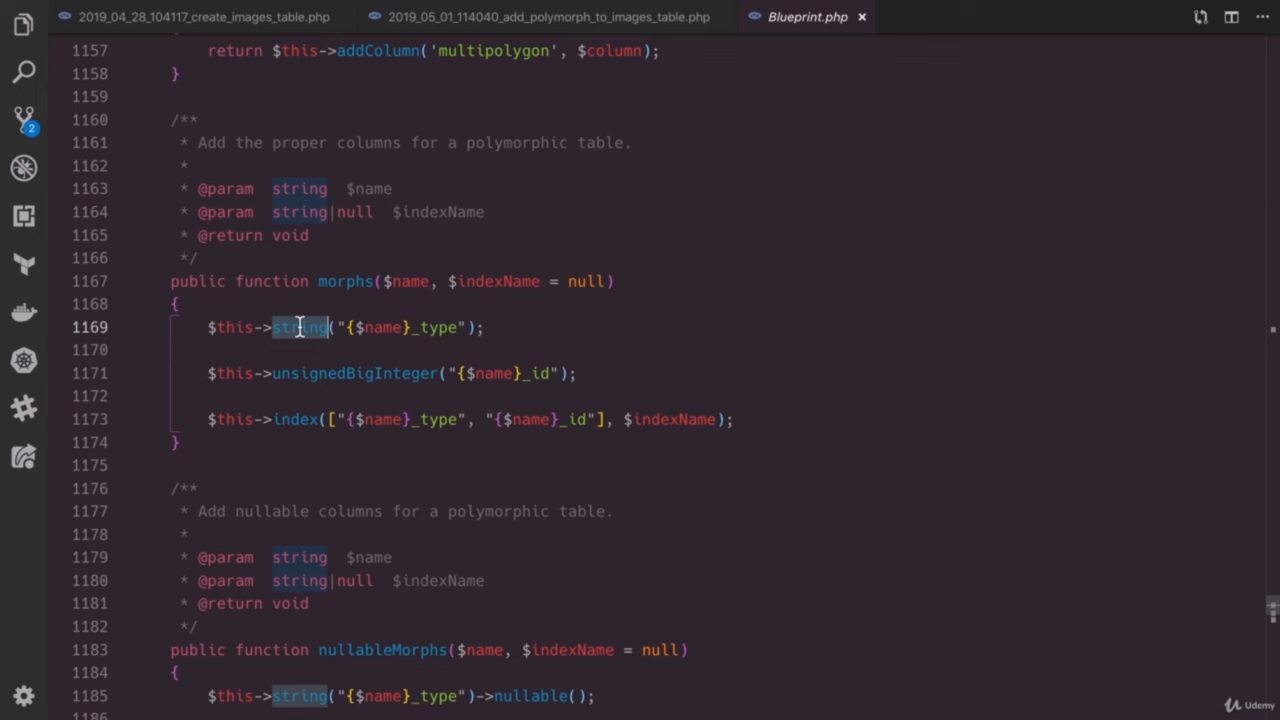 2019_04_28_104117_create_images_table.php 2019_05_01_114040_add_polymorph_to_images_table.php Blueprint.php ×
1157 return $this->addColumn('multipolygon', $column);
1158 }
1159
1160 /**
1161 * Add the proper columns for a polymorphic table.
1162 *
1163 * @param string $name
1164 * @param string|null $indexName
1165 * @return void
1166 */
1167 public function morphs($name, $indexName = null)
1168 {
1169 $this->string("{$name}_type");
1170
1171 $this->unsignedBigInteger("{$name}_id");
1172
1173 $this->index(["{$name}_type", "{$name}_id"], $indexName);
1174 }
1175
1176 /**
1177 * Add nullable columns for a polymorphic table.
1178 *
1179 * @param string $name
1180 * @param string|null $indexName
1181 * @return void
1182 */
1183 public function nullableMorphs($name, $indexName = null)
1184 {
1185 $this->string("{$name}_type")->nullable();
1186
2
Udemy